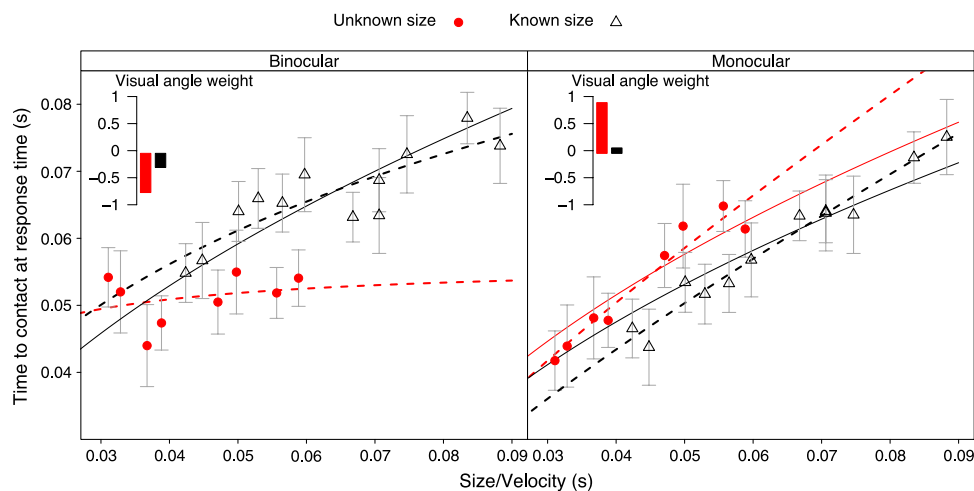 Unknown size Known size
Binocular Monocular
Visual angle weight Visual angle weight
1 1
0.5 0.5
0 0
−0.5 −0.5
−1 −1
Time to contact at response time (s)
0.08
0.07
0.06
0.05
0.04
0.03 0.04 0.05 0.06 0.07 0.08 0.09 0.03 0.04 0.05 0.06 0.07 0.08 0.09
Size/Velocity (s)